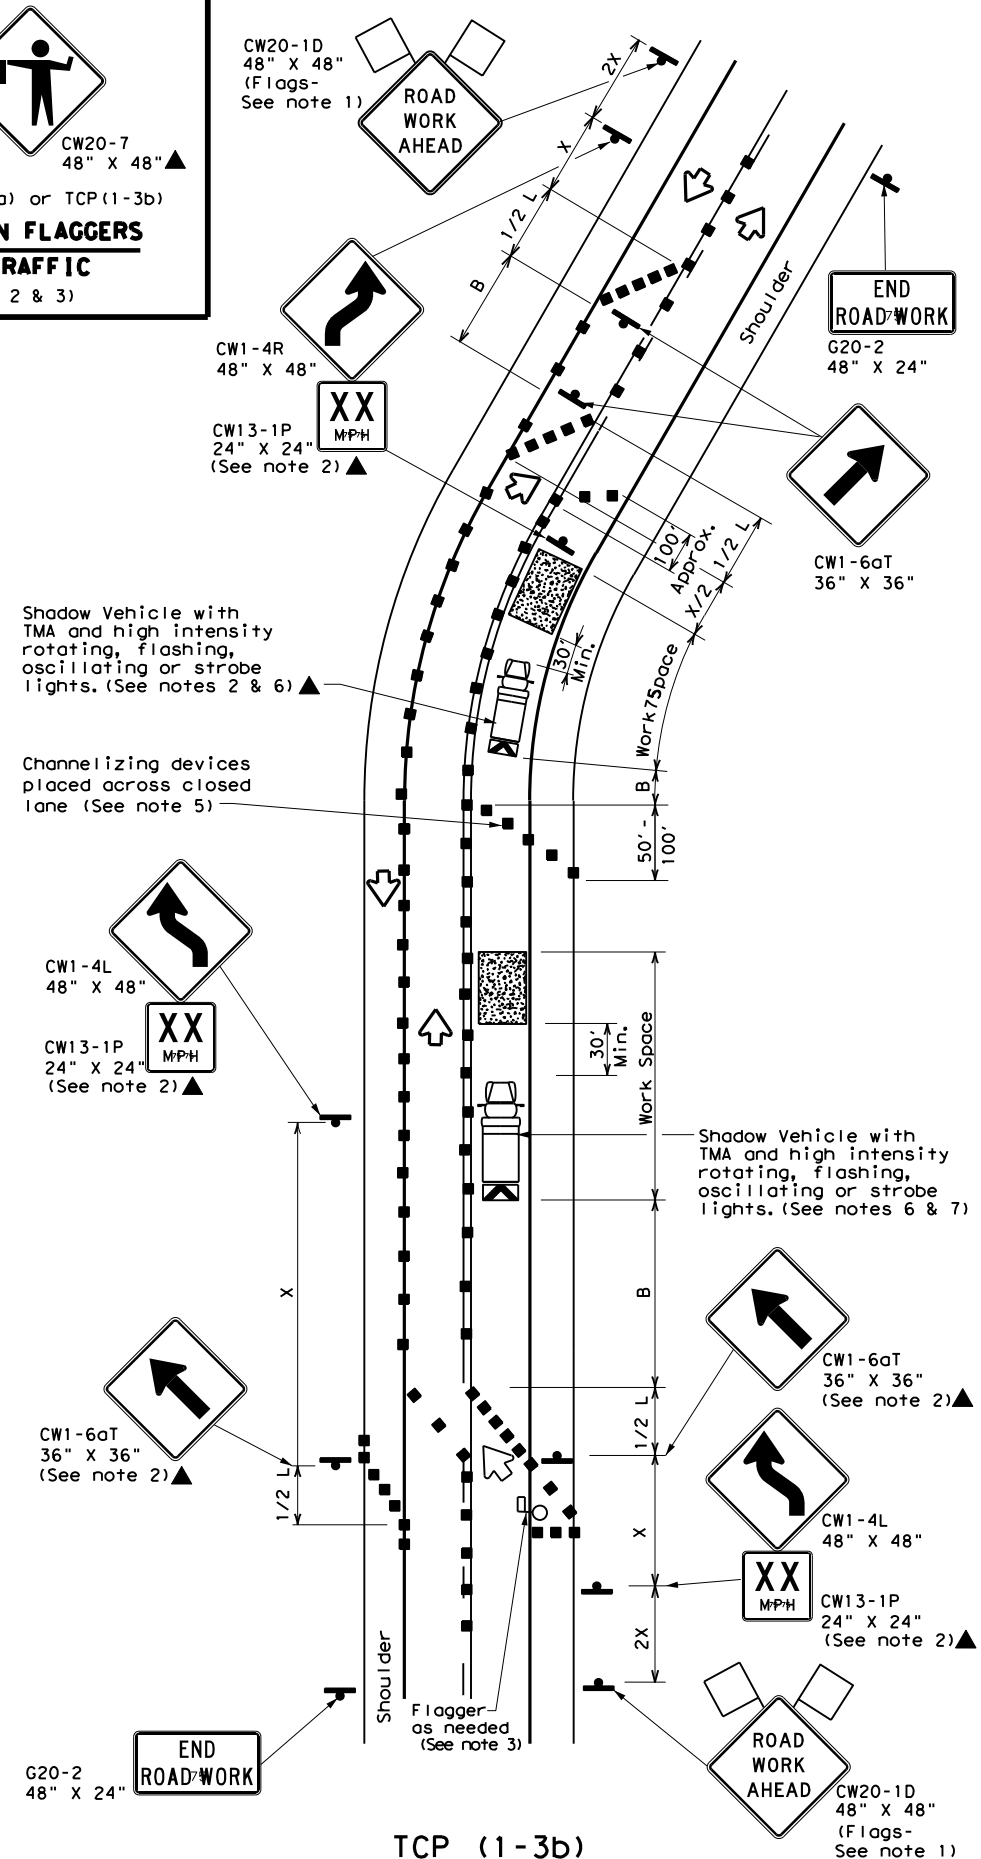 CW20-7
48" X 48"▲
a) or TCP(1-3b)
N FLAGGERS
RAFFIC
2 & 3)
CW20-1D
48" X 48"
(Flags-
See note 1)
ROAD
WORK
AHEAD
2X
X
1/2 L
B
Shoulder
END
ROAD WORK
G20-2
48" X 24"
CW1-4R
48" X 48"
XX
MPH
CW13-1P
24" X 24"
(See note 2)▲
CW1-6aT
36" X 36"
100'
Approx.
1/2 L
X/2
30'
Min.
Work Space
B
50' -
100'
Shadow Vehicle with
TMA and high intensity
rotating, flashing,
oscillating or strobe
lights. (See notes 2 & 6)▲
Channelizing devices
placed across closed
lane (See note 5)
CW1-4L
48" X 48"
XX
MPH
CW13-1P
24" X 24"
(See note 2)▲
30'
Min.
Work Space
Shadow Vehicle with
TMA and high intensity
rotating, flashing,
oscillating or strobe
lights. (See notes 6 & 7)
X
B
CW1-6aT
36" X 36"
(See note 2)▲
1/2 L
CW1-6aT
36" X 36"
(See note 2)▲
1/2 L
X
CW1-4L
48" X 48"
XX
MPH
CW13-1P
24" X 24"
(See note 2)▲
2X
Shoulder
Flagger
as needed
(See note 3)
END
ROAD WORK
G20-2
48" X 24"
ROAD
WORK
AHEAD
CW20-1D
48" X 48"
(Flags-
See note 1)
TCP (1-3b)